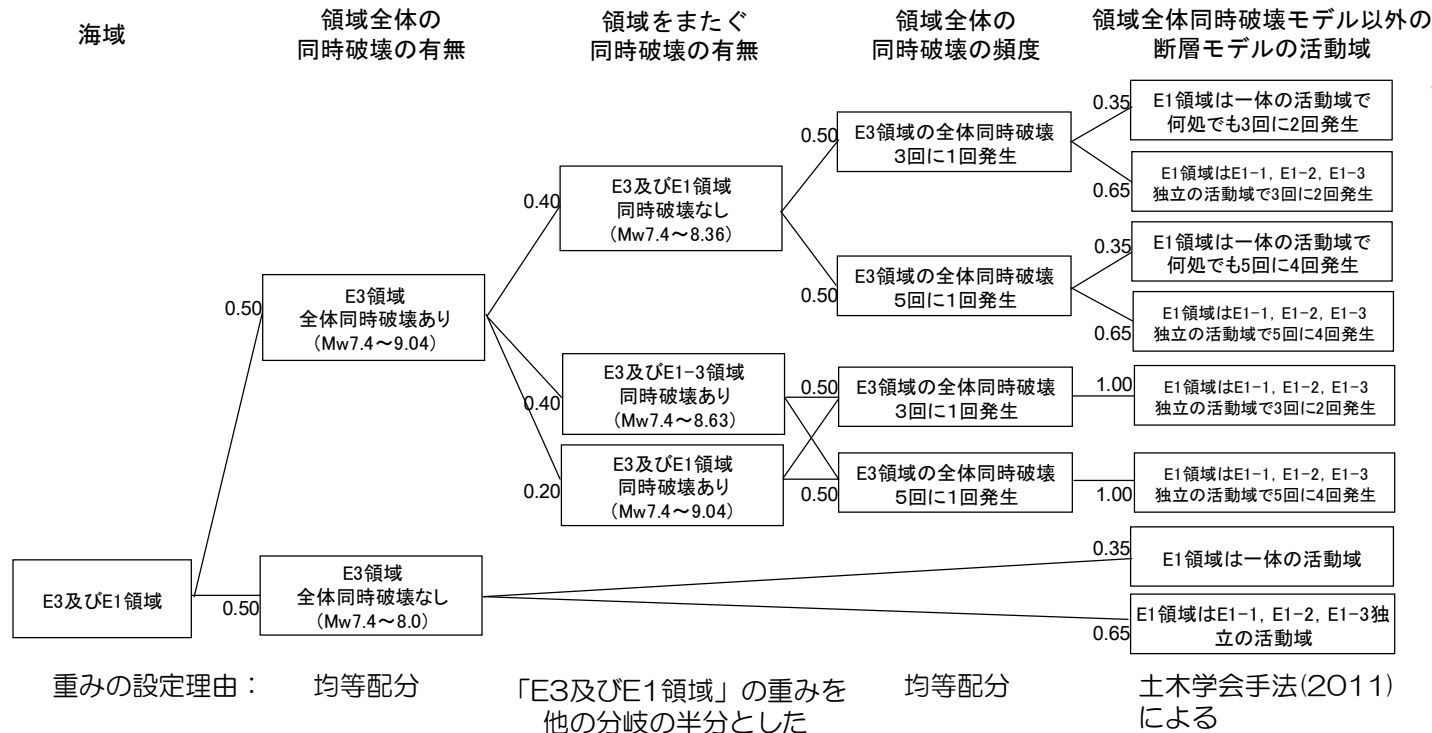 海域
領域全体の
同時破壊の有無
領域をまたぐ
同時破壊の有無
領域全体の
同時破壊の頻度
領域全体同時破壊モデル以外の
断層モデルの活動域
E3及びE1領域
0.50
E3領域
全体同時破壊あり
(Mw7.4～9.04)
0.50
E3領域
全体同時破壊なし
(Mw7.4～8.0)
0.40
E3及びE1領域
同時破壊なし
(Mw7.4～8.36)
0.40
E3及びE1-3領域
同時破壊あり
(Mw7.4～8.63)
0.20
E3及びE1領域
同時破壊あり
(Mw7.4～9.04)
0.50
E3領域の全体同時破壊
3回に1回発生
0.50
E3領域の全体同時破壊
5回に1回発生
0.50
E3領域の全体同時破壊
3回に1回発生
0.50
E3領域の全体同時破壊
5回に1回発生
0.35
E1領域は一体の活動域で
何処でも3回に2回発生
0.65
E1領域はE1-1, E1-2, E1-3
独立の活動域で3回に2回発生
0.35
E1領域は一体の活動域で
何処でも5回に4回発生
0.65
E1領域はE1-1, E1-2, E1-3
独立の活動域で5回に4回発生
1.00
E1領域はE1-1, E1-2, E1-3
独立の活動域で3回に2回発生
1.00
E1領域はE1-1, E1-2, E1-3
独立の活動域で5回に4回発生
0.35
E1領域は一体の活動域
0.65
E1領域はE1-1, E1-2, E1-3独
立の活動域
重みの設定理由：
均等配分
「E3及びE1領域」の重みを
他の分岐の半分とした
均等配分
土木学会手法(2011)
による